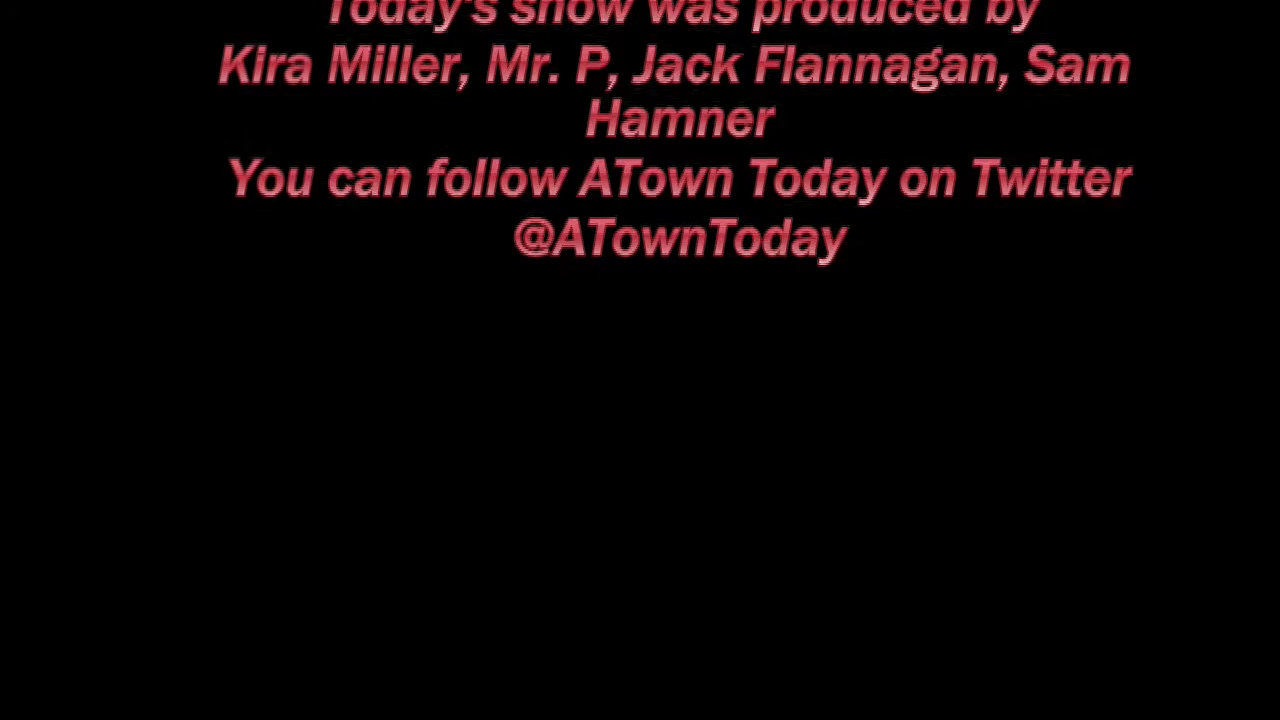 Today's show was produced by
Kira Miller, Mr. P, Jack Flannagan, Sam
Hamner
You can follow ATown Today on Twitter
@ATownToday